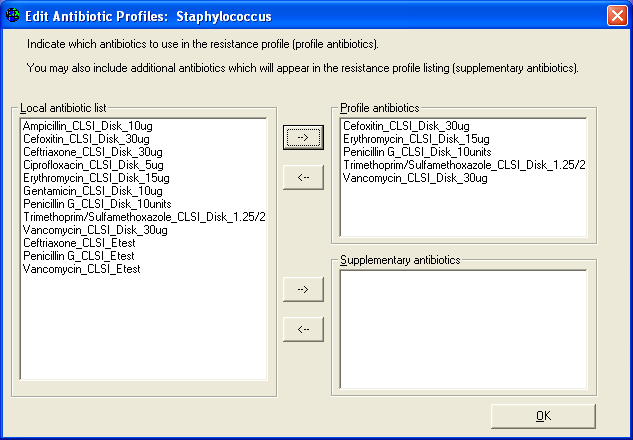 Edit Antibiotic Profiles:  Staphylococcus
Indicate which antibiotics to use in the resistance profile (profile antibiotics).
You may also include additional antibiotics which will appear in the resistance profile listing (supplementary antibiotics).
Local antibiotic list
Ampicillin_CLSI_Disk_10ug
Cefoxitin_CLSI_Disk_30ug
Ceftriaxone_CLSI_Disk_30ug
Ciprofloxacin_CLSI_Disk_5ug
Erythromycin_CLSI_Disk_15ug
Gentamicin_CLSI_Disk_10ug
Penicillin G_CLSI_Disk_10units
Trimethoprim/Sulfamethoxazole_CLSI_Disk_1.25/2
Vancomycin_CLSI_Disk_30ug
Ceftriaxone_CLSI_Etest
Penicillin G_CLSI_Etest
Vancomycin_CLSI_Etest
-->
<--
-->
<--
Profile antibiotics
Cefoxitin_CLSI_Disk_30ug
Erythromycin_CLSI_Disk_15ug
Penicillin G_CLSI_Disk_10units
Trimethoprim/Sulfamethoxazole_CLSI_Disk_1.25/2
Vancomycin_CLSI_Disk_30ug
Supplementary antibiotics
OK